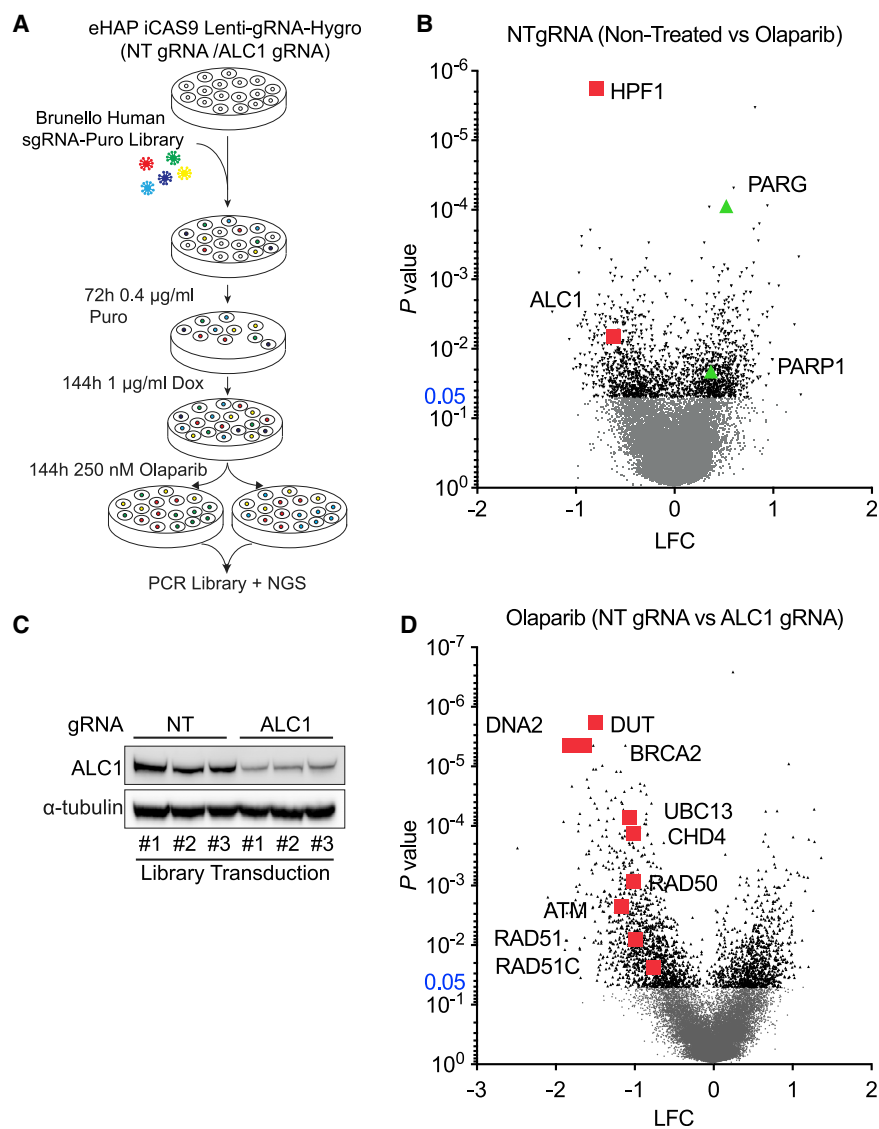 A
eHAP iCAS9 Lenti-gRNA-Hygro
(NT gRNA /ALC1 gRNA)
Brunello Human
sgRNA-Puro Library
72h 0.4 µg/ml
Puro
144h 1 µg/ml Dox
144h 250 nM Olaparib
PCR Library + NGS
B
NTgRNA (Non-Treated vs Olaparib)
10-6
10-5
10-4
10-3
10-2
0.05
10-1
100
P value
HPF1
PARG
ALC1
PARP1
-2 -1 0 1 2
LFC
C
gRNA NT ALC1
ALC1
α-tubulin
#1 #2 #3 #1 #2 #3
Library Transduction
D
Olaparib (NT gRNA vs ALC1 gRNA)
10-7
10-6
10-5
10-4
10-3
10-2
0.05
10-1
100
P value
DNA2 DUT
BRCA2
UBC13
CHD4
RAD50
ATM
RAD51
RAD51C
-3 -2 -1 0 1 2
LFC